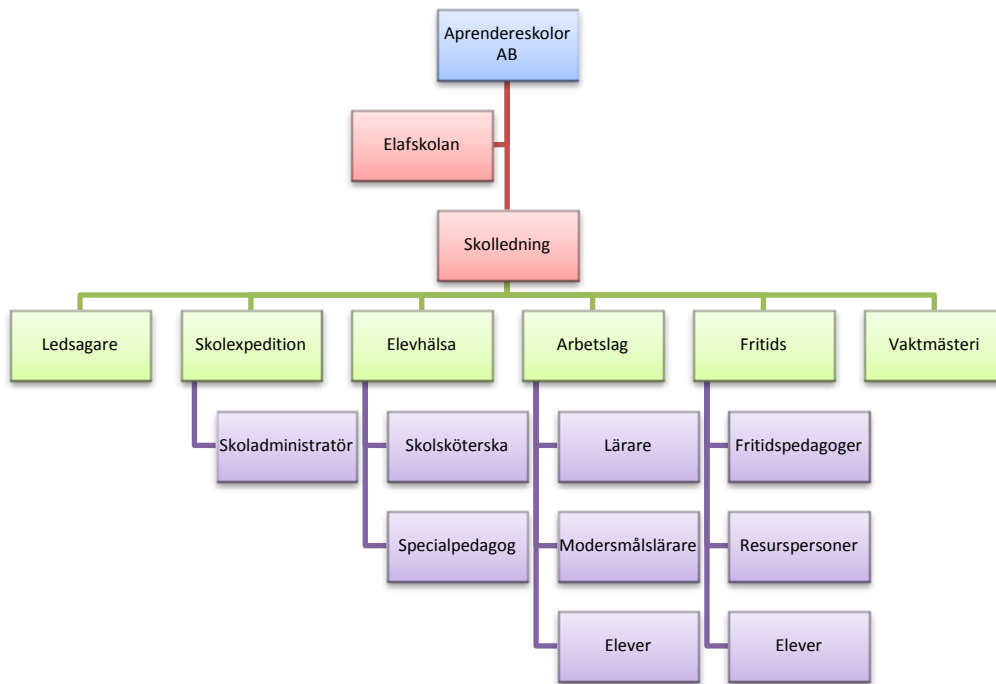 Aprendereskolor
AB
Elafskolan
Skolledning
Ledsagare
Skolexpedition
Elevhälsa
Arbetslag
Fritids
Vaktmästeri
Skoladministratör
Skolsköterska
Lärare
Fritidspedagoger
Specialpedagog
Modersmålslärare
Resurspersoner
Elever
Elever